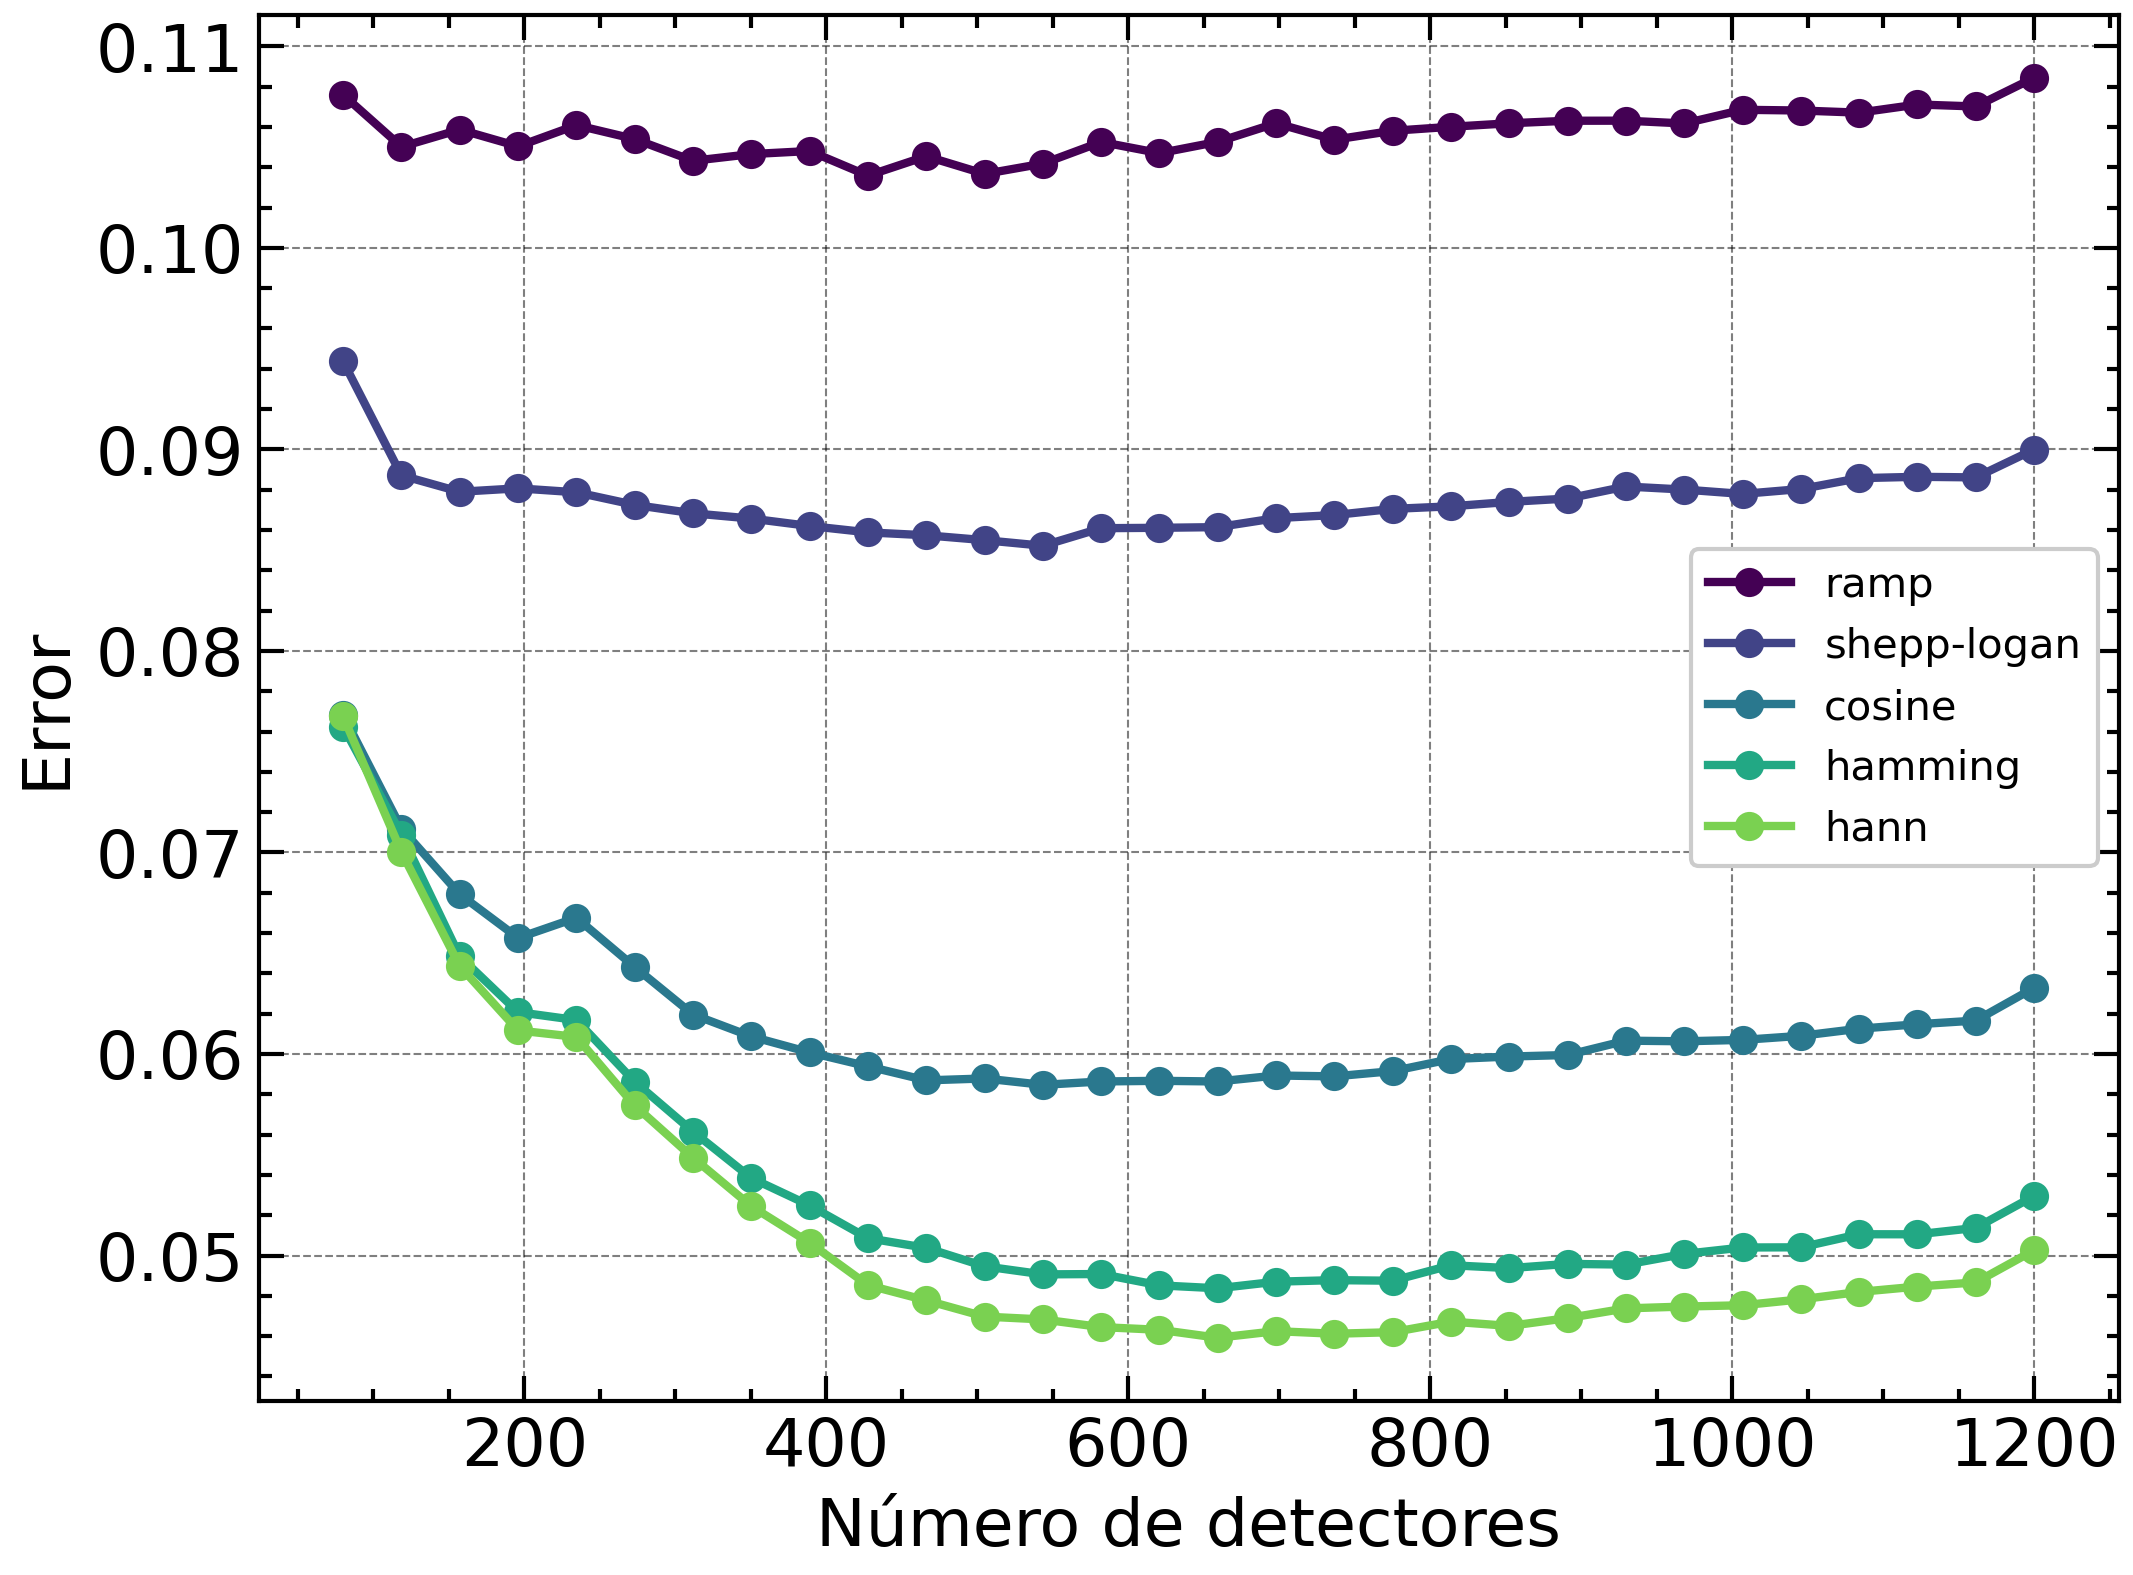 0.11
0.10
0.09
0.08
0.07
0.06
0.05
Error
200 400 600 800 1000 1200
Número de detectores
ramp
shepp-logan
cosine
hamming
hann